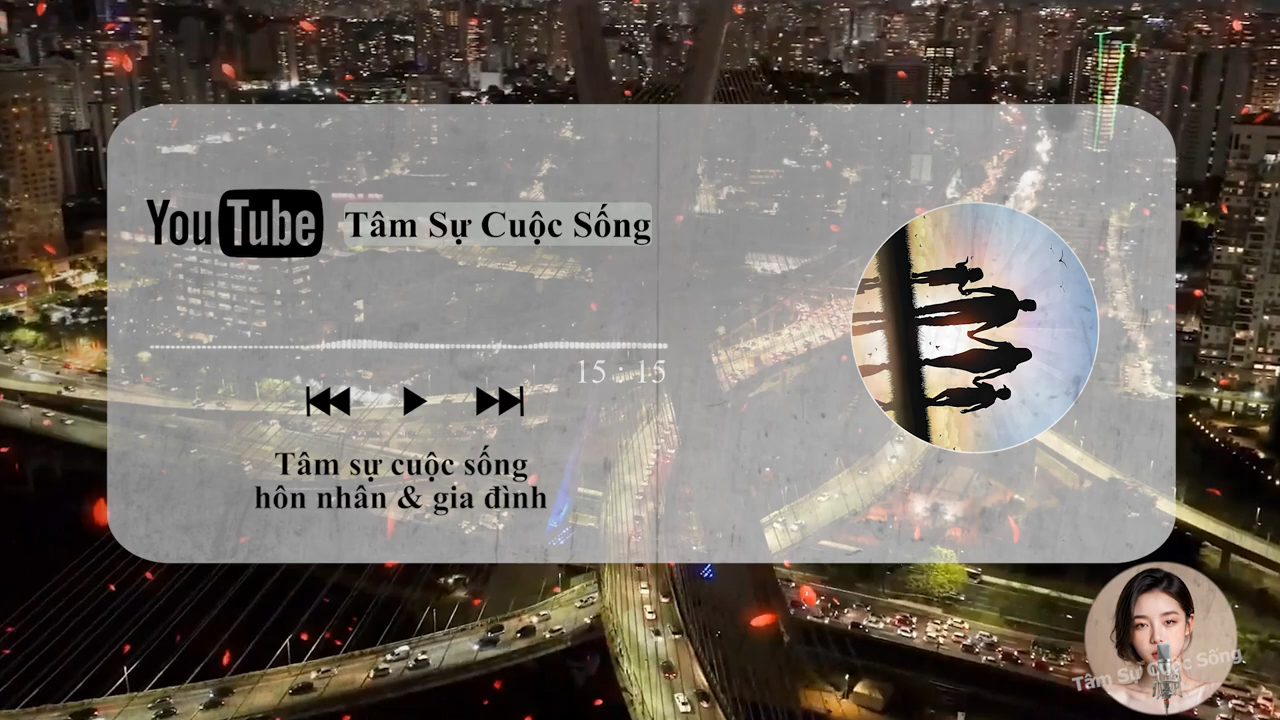 YouTube Tâm Sự Cuộc Sống
15 : 15
Tâm sự cuộc sống
hôn nhân & gia đình
Tâm Sự Cuộc Sống